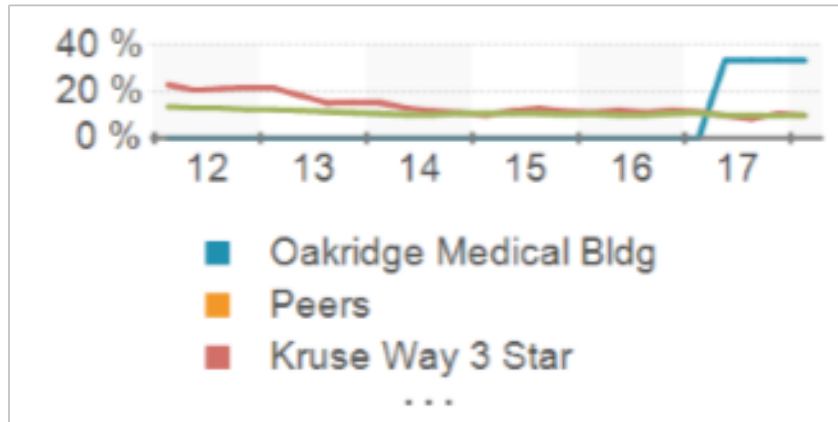 40 %
20 %
0 %
12 13 14 15 16 17
Oakridge Medical Bldg
Peers
Kruse Way 3 Star
...